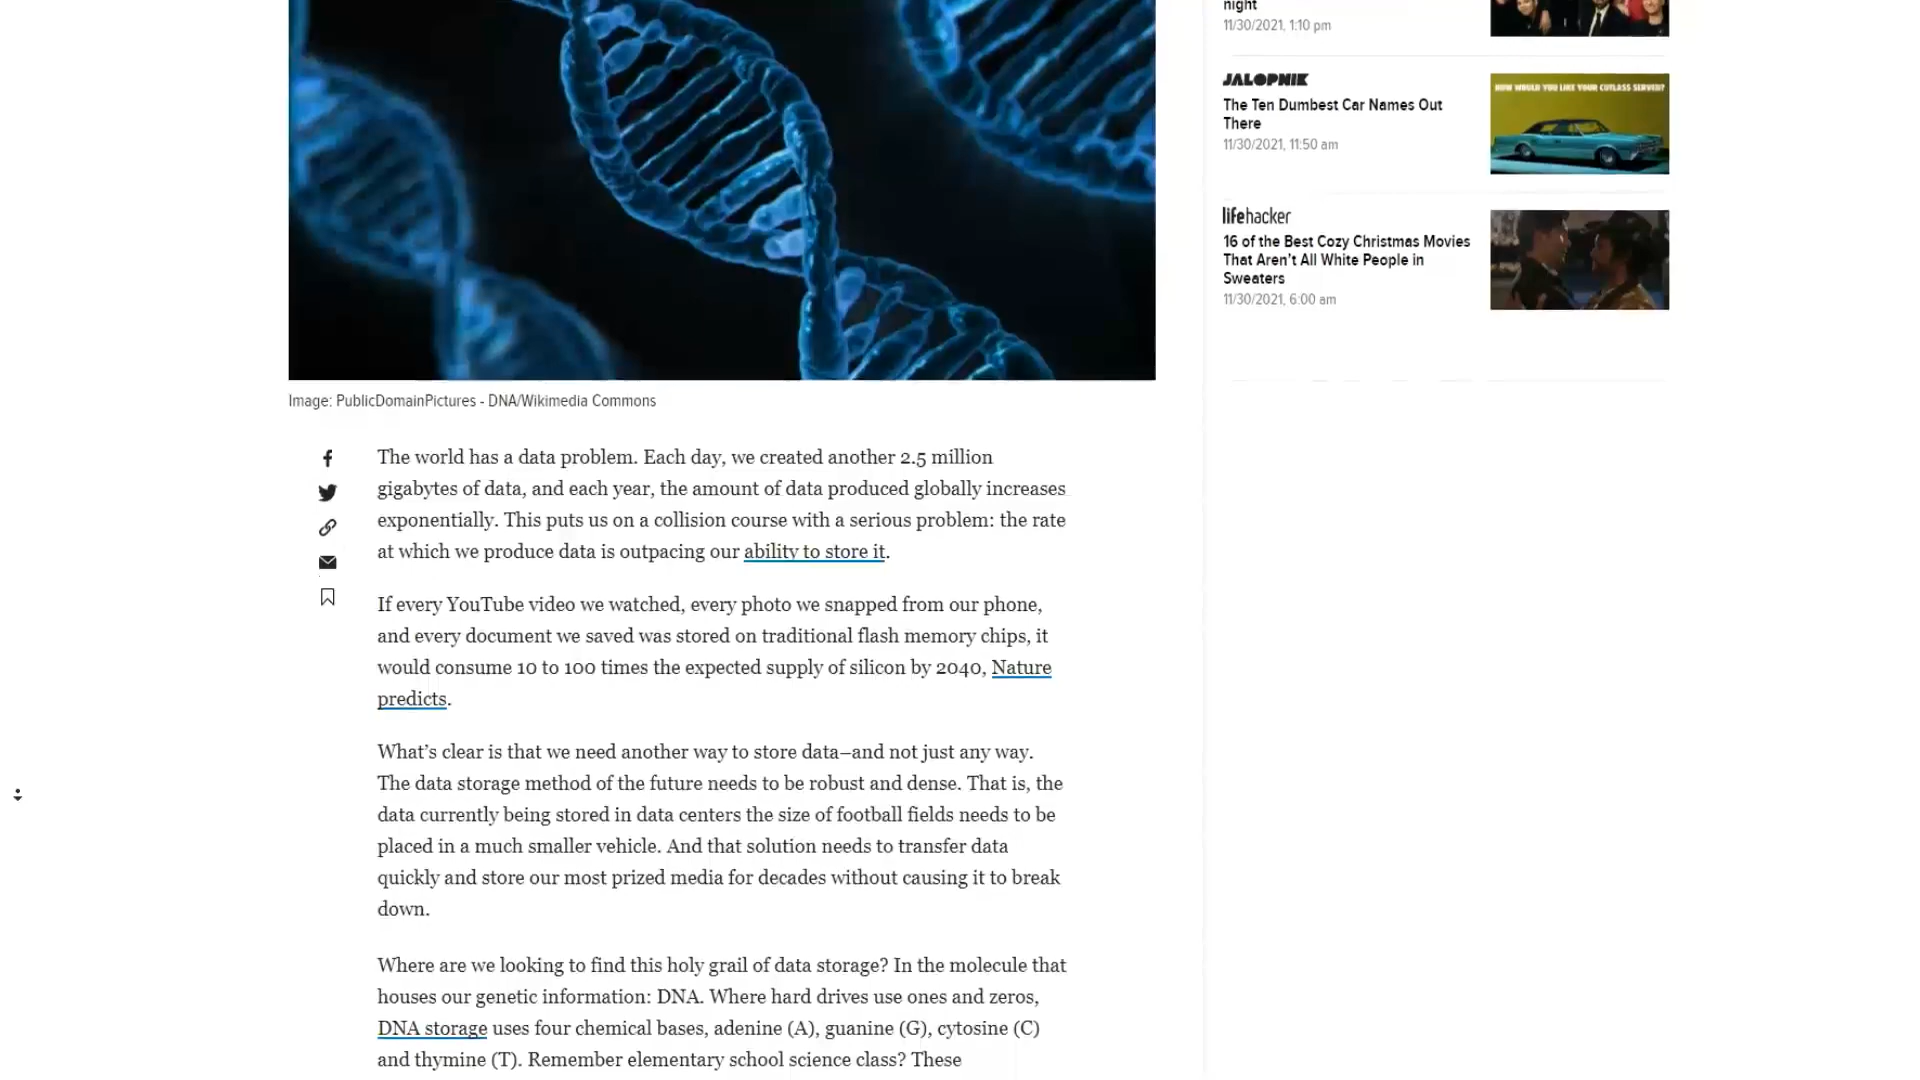 night
11/30/2021, 1:10 pm
JALOPNIK
HOW WOULD YOU LIKE YOUR CUTLASS SERVED?
The Ten Dumbest Car Names Out
There
11/30/2021, 11:50 am
lifehacker
16 of the Best Cozy Christmas Movies
That Aren't All White People in
Sweaters
11/30/2021, 6:00 am
Image: PublicDomainPictures - DNA/Wikimedia Commons
The world has a data problem. Each day, we created another 2.5 million
gigabytes of data, and each year, the amount of data produced globally increases
exponentially. This puts us on a collision course with a serious problem: the rate
at which we produce data is outpacing our ability to store it.
If every YouTube video we watched, every photo we snapped from our phone,
and every document we saved was stored on traditional flash memory chips, it
would consume 10 to 100 times the expected supply of silicon by 2040, Nature
predicts.
What's clear is that we need another way to store data–and not just any way.
The data storage method of the future needs to be robust and dense. That is, the
data currently being stored in data centers the size of football fields needs to be
placed in a much smaller vehicle. And that solution needs to transfer data
quickly and store our most prized media for decades without causing it to break
down.
Where are we looking to find this holy grail of data storage? In the molecule that
houses our genetic information: DNA. Where hard drives use ones and zeros,
DNA storage uses four chemical bases, adenine (A), guanine (G), cytosine (C)
and thymine (T). Remember elementary school science class? These